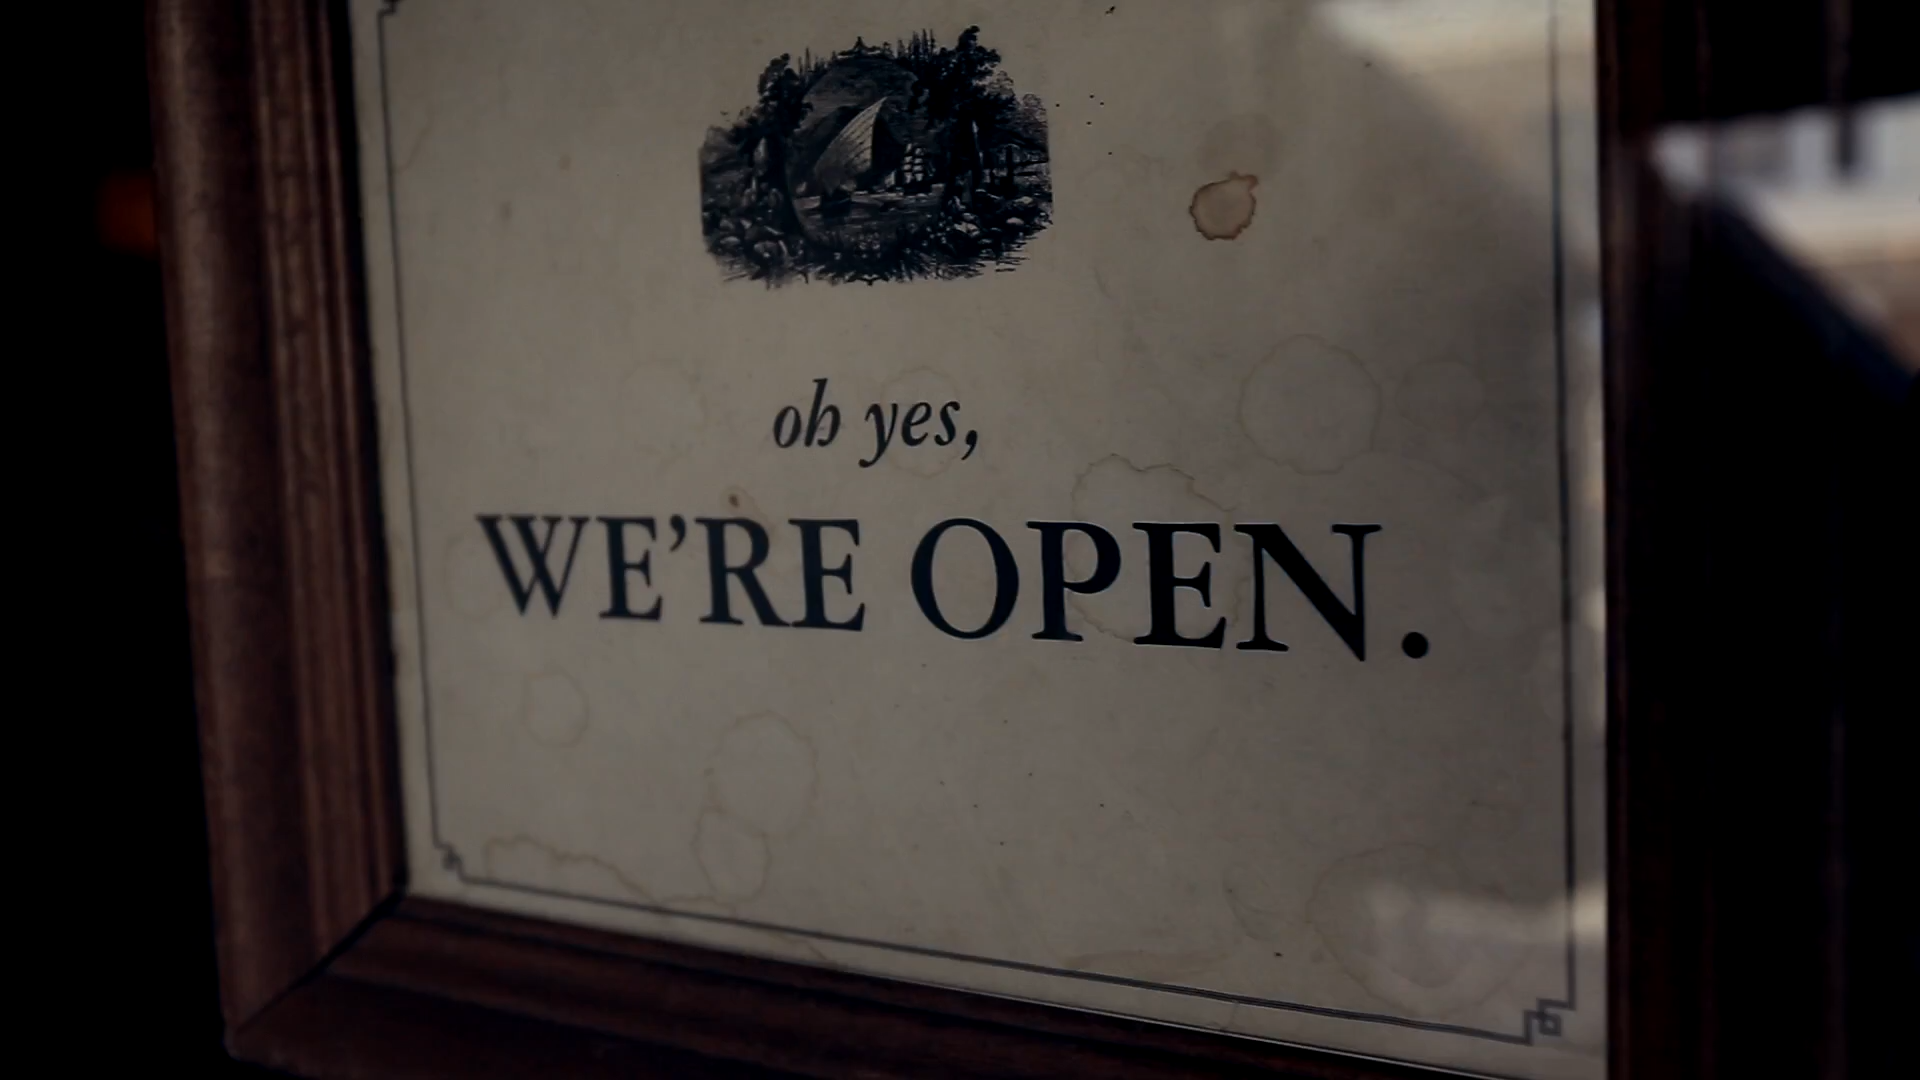 oh yes,
WE’RE OPEN.